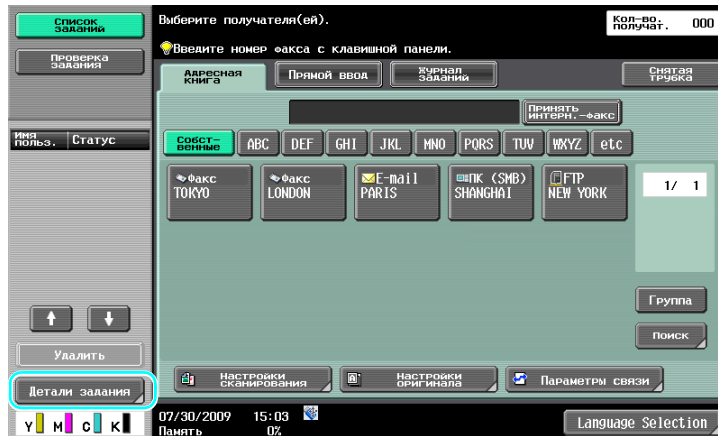 Список
заданий
Проверка
задания
Имя
польз.
Статус
Удалить
Детали задания
Y M C K
Выберите получателя(ей).
Кол-во.
получат.
000
Введите номер факса с клавишной панели.
Адресная
книга
Прямой ввод
Журнал
заданий
Снятая
трубка
Принять
интерн.-факс
Собст-
венные
ABC DEF GHI JKL MNO PQRS TUV WXYZ etc
Факс
TOKYO
Факс
LONDON
E-mail
PARIS
ПК (SMB)
SHANGHAI
FTP
NEW YORK
1/ 1
Группа
Поиск
Настройки
сканирования
Настройки
оригинала
Параметры связи
07/30/2009 15:03
Память 0%
Language Selection